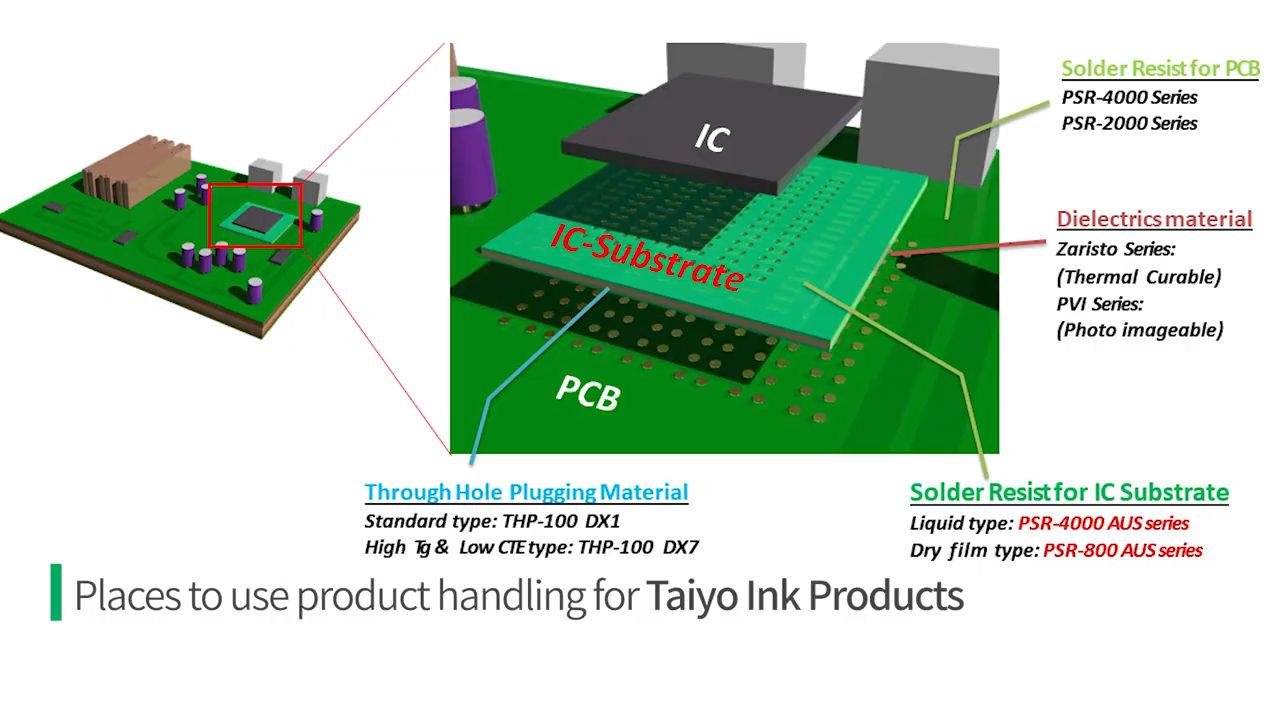 Solder Resist for PCB
PSR-4000 Series
PSR-2000 Series
IC
Dielectrics material
Zaristo Series:
(Thermal Curable)
PVI Series:
(Photo imageable)
IC-Substrate
PCB
Through Hole Plugging Material
Standard type: THP-100 DX1
High Tg & Low CTE type: THP-100 DX7
Solder Resist for IC Substrate
Liquid type: PSR-4000 AUS series
Dry film type: PSR-800 AUS series
Places to use product handling for Taiyo Ink Products